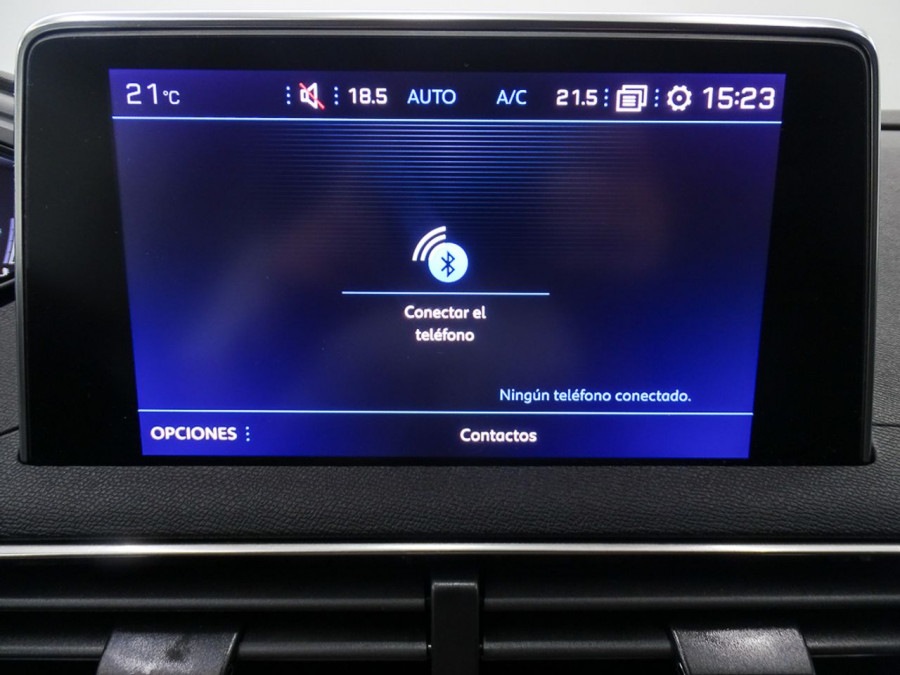 21°C 18.5 AUTO A/C 21.5 15:23
Conectar el
teléfono
Ningún teléfono conectado.
OPCIONES Contactos